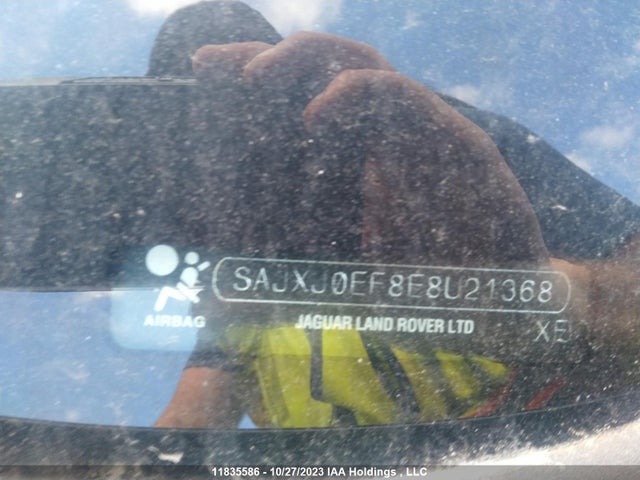 SAJXJ0EF8E8U21368
AIRBAG
JAGUAR LAND ROVER LTD
XE
11835586 - 10/27/2023 IAA Holdings , LLC